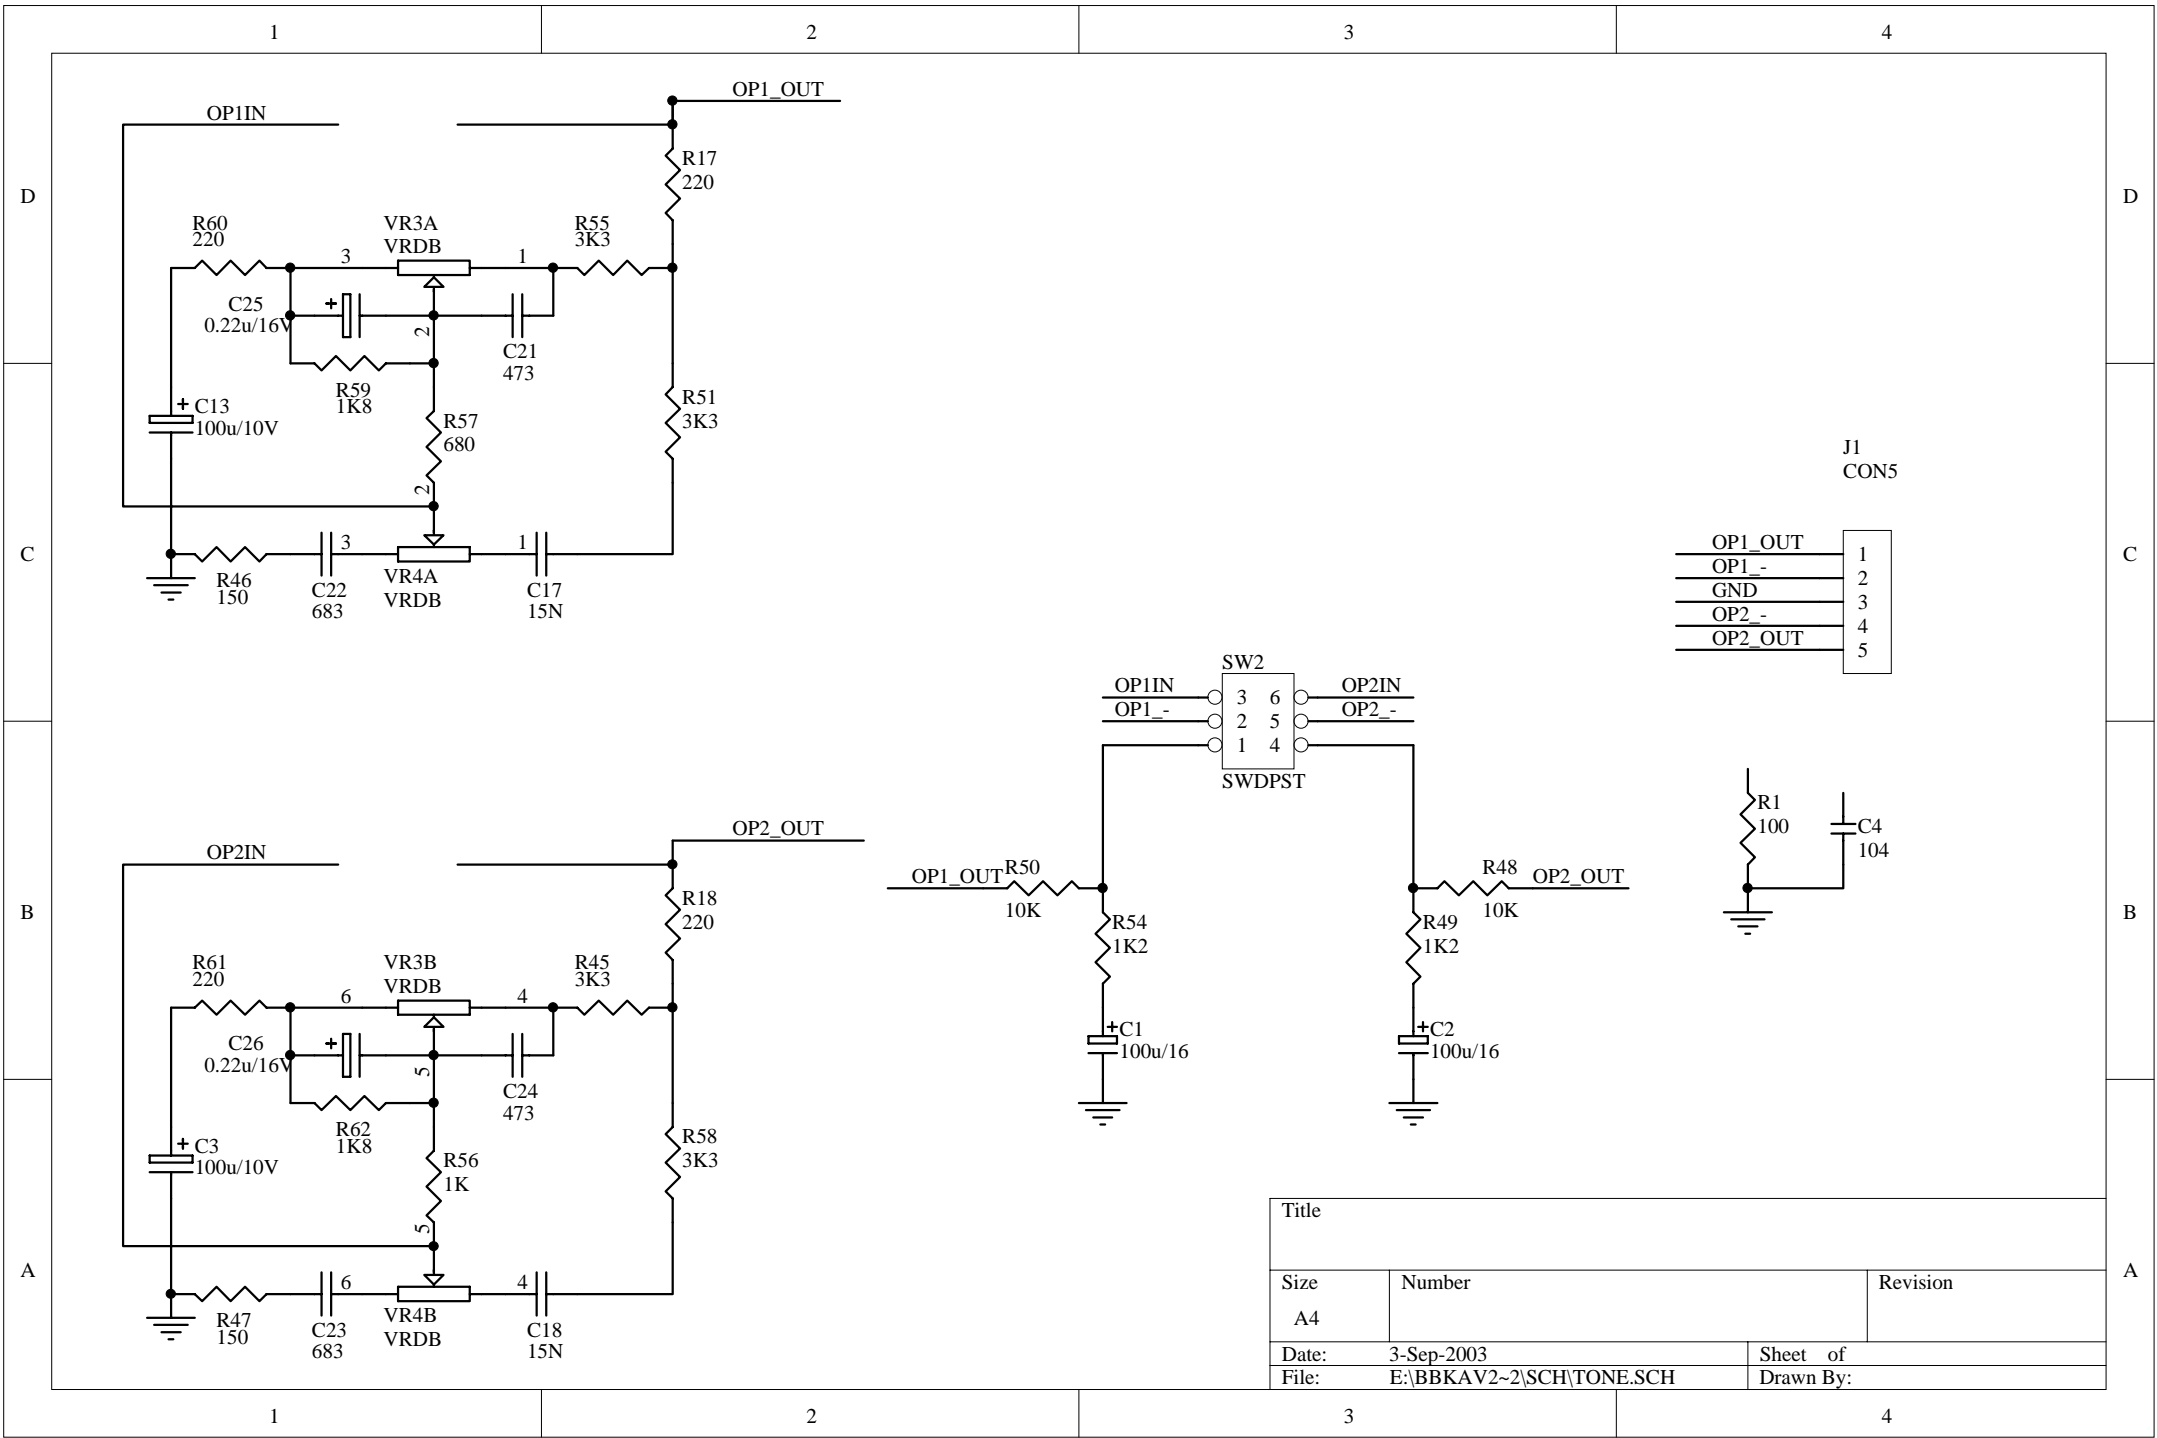 1 2 3 4
D
C
B
A
OP1IN
OP1_OUT
R17
220
R60
220
VR3A
VRDB
3
1
R55
3K3
C25
0.22u/16V
+
2
C21
473
R59
1K8
+
C13
100u/10V
R57
680
R51
3K3
2
3
1
R46
150
C22
683
VR4A
VRDB
C17
15N
J1
CON5
OP1_OUT 1
OP1_- 2
GND 3
OP2_- 4
OP2_OUT 5
SW2
OP1IN 3 6 OP2IN
OP1_- 2 5 OP2_-
1 4
SWDPST
OP1_OUT
R50
10K
R54
1K2
+
C1
100u/16
R48
10K
OP2_OUT
R49
1K2
+
C2
100u/16
R1
100
C4
104
OP2IN
OP2_OUT
R18
220
R61
220
VR3B
VRDB
6
4
R45
3K3
C26
0.22u/16V
+
5
C24
473
R62
1K8
+
C3
100u/10V
R56
1K
R58
3K3
5
6
4
R47
150
C23
683
VR4B
VRDB
C18
15N
Title
Size
A4
Number
Revision
Date: 3-Sep-2003
Sheet of
File: E:\BBKAV2~2\SCH\TONE.SCH
Drawn By:
D
C
B
A
1 2 3 4